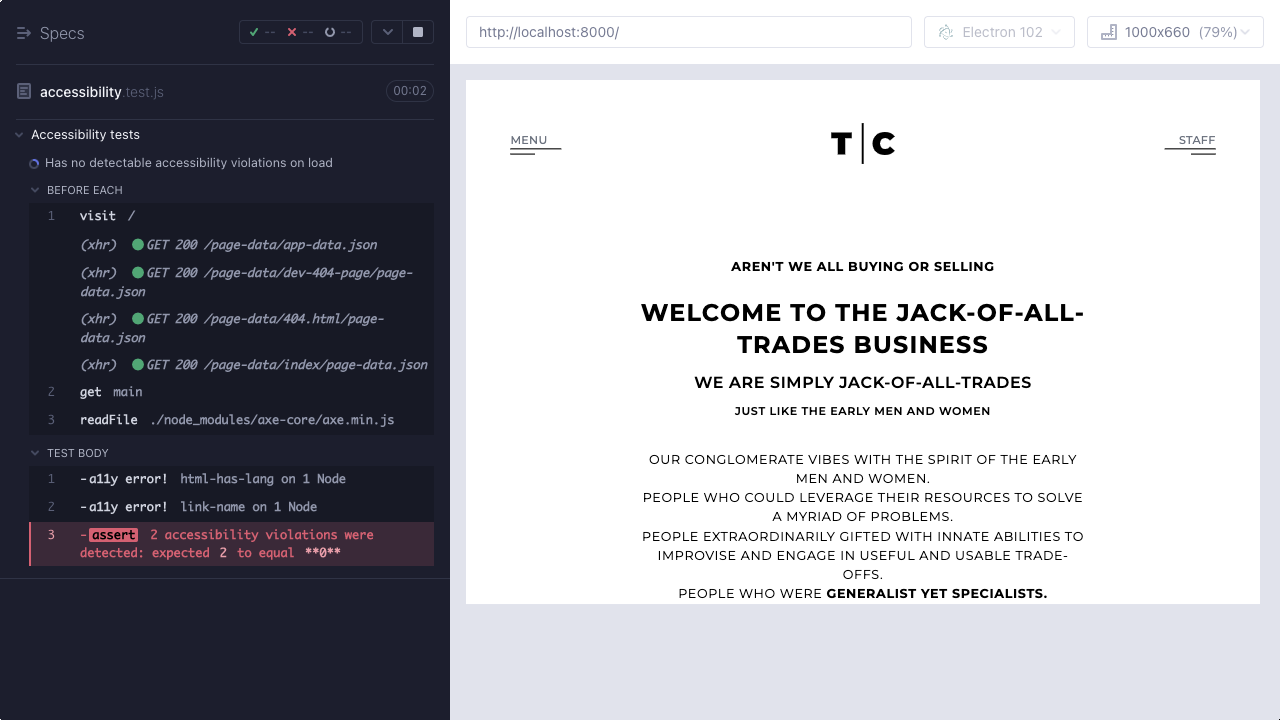 Specs
-- -- --
accessibility.test.js
00:02
Accessibility tests
Has no detectable accessibility violations on load
BEFORE EACH
1 visit /
(xhr) GET 200 /page-data/app-data.json
(xhr) GET 200 /page-data/dev-404-page/page-
data.json
(xhr) GET 200 /page-data/404.html/page-
data.json
(xhr) GET 200 /page-data/index/page-data.json
2 get main
3 readFile ./node_modules/axe-core/axe.min.js
TEST BODY
1 -a11y error! html-has-lang on 1 Node
2 -a11y error! link-name on 1 Node
3 -assert 2 accessibility violations were
detected: expected 2 to equal **0**
http://localhost:8000/
Electron 102
1000x660 (79%)
MENU
T|C
STAFF
AREN'T WE ALL BUYING OR SELLING
WELCOME TO THE JACK-OF-ALL-
TRADES BUSINESS
WE ARE SIMPLY JACK-OF-ALL-TRADES
JUST LIKE THE EARLY MEN AND WOMEN
OUR CONGLOMERATE VIBES WITH THE SPIRIT OF THE EARLY
MEN AND WOMEN.
PEOPLE WHO COULD LEVERAGE THEIR RESOURCES TO SOLVE
A MYRIAD OF PROBLEMS.
PEOPLE EXTRAORDINARILY GIFTED WITH INNATE ABILITIES TO
IMPROVISE AND ENGAGE IN USEFUL AND USABLE TRADE-
OFFS.
PEOPLE WHO WERE GENERALIST YET SPECIALISTS.